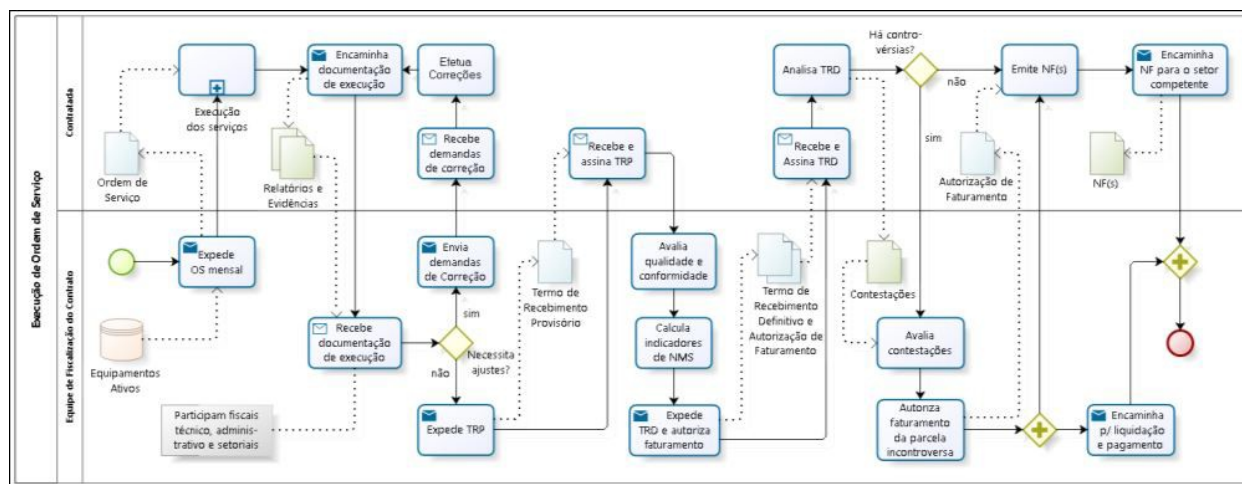 Execução de Ordem de Serviço
Contratada
Encaminha
documentação
de execução
Efetua
Correções
Execução
dos serviços
Ordem de
Serviço
Relatórios e
Evidências
Recebe
demandas
de correção
Recebe e
assina TRP
Analisa TRD
Há contro-
vérsias?
não
sim
Emite NF(s)
Encaminha
NF para o setor
competente
Recebe e
Assina TRD
Autorização de
Faturamento
NF(s)
Equipe de Fiscalização do Contrato
Expede
OS mensal
Equipamentos
Ativos
Participam fiscais
técnico, adminis-
trativo e setoriais
Recebe
documentação
de execução
Envia
demandas
de Correção
sim
Necessita
ajustes?
não
Expede TRP
Termo de
Recebimento
Provisório
Avalia
qualidade e
conformidade
Calcula
indicadores
de NMS
Expede
TRD e autoriza
faturamento
Termo de
Recebimento
Definitivo e
Autorização de
Faturamento
Contestações
Avalia
contestações
Autoriza
faturamento
da parcela
incontroversa
Encaminha
p/ liquidação
e pagamento